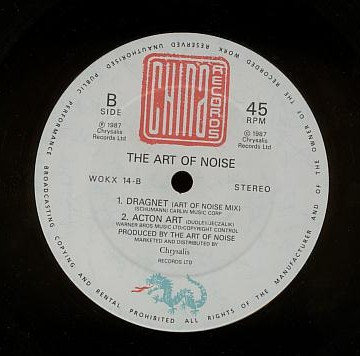 ALL RIGHTS OF THE MANUFACTURER AND OF THE OWNER OF THE RECORDED WORK RESERVED UNAUTHORISED PUBLIC PERFORMANCE BROADCASTING COPYING AND RENTAL PROHIBITED
CHINA
RECORDS
B
SIDE
℗ 1987
Chrysalis
Records Ltd
45
RPM
© 1987
Chrysalis
Records Ltd
THE ART OF NOISE
WOKX 14-B
STEREO
1. DRAGNET (ART OF NOISE MIX)
(SCHUMANN) CARLIN MUSIC CORP
2. ACTON ART (DUDLEY/JECZALIK)
WARNER BROS MUSIC LTD/COPYRIGHT CONTROL
PRODUCED BY THE ART OF NOISE
MARKETED AND DISTRIBUTED BY
Chrysalis
RECORDS LTD